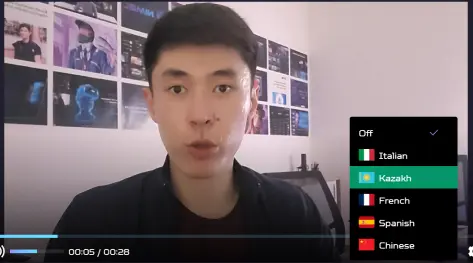 Off
Italian
Kazakh
French
Spanish
Chinese
00:05 / 00:28